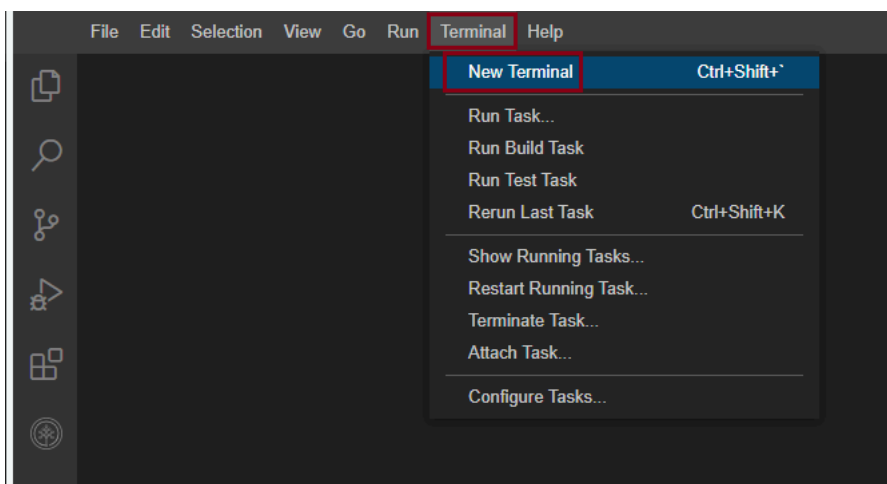 File Edit Selection View Go Run Terminal Help
New Terminal Ctrl+Shift+`
Run Task...
Run Build Task
Run Test Task
Rerun Last Task Ctrl+Shift+K
Show Running Tasks...
Restart Running Task...
Terminate Task...
Attach Task...
Configure Tasks...